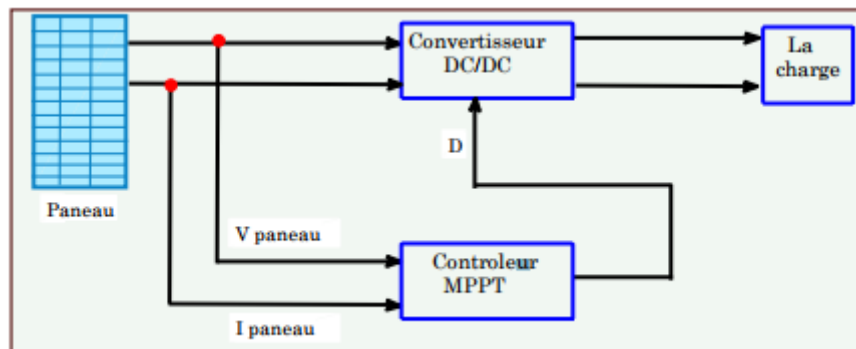 Convertisseur
DC/DC
La
charge
D
Paneau
V paneau
Controleur
MPPT
I paneau